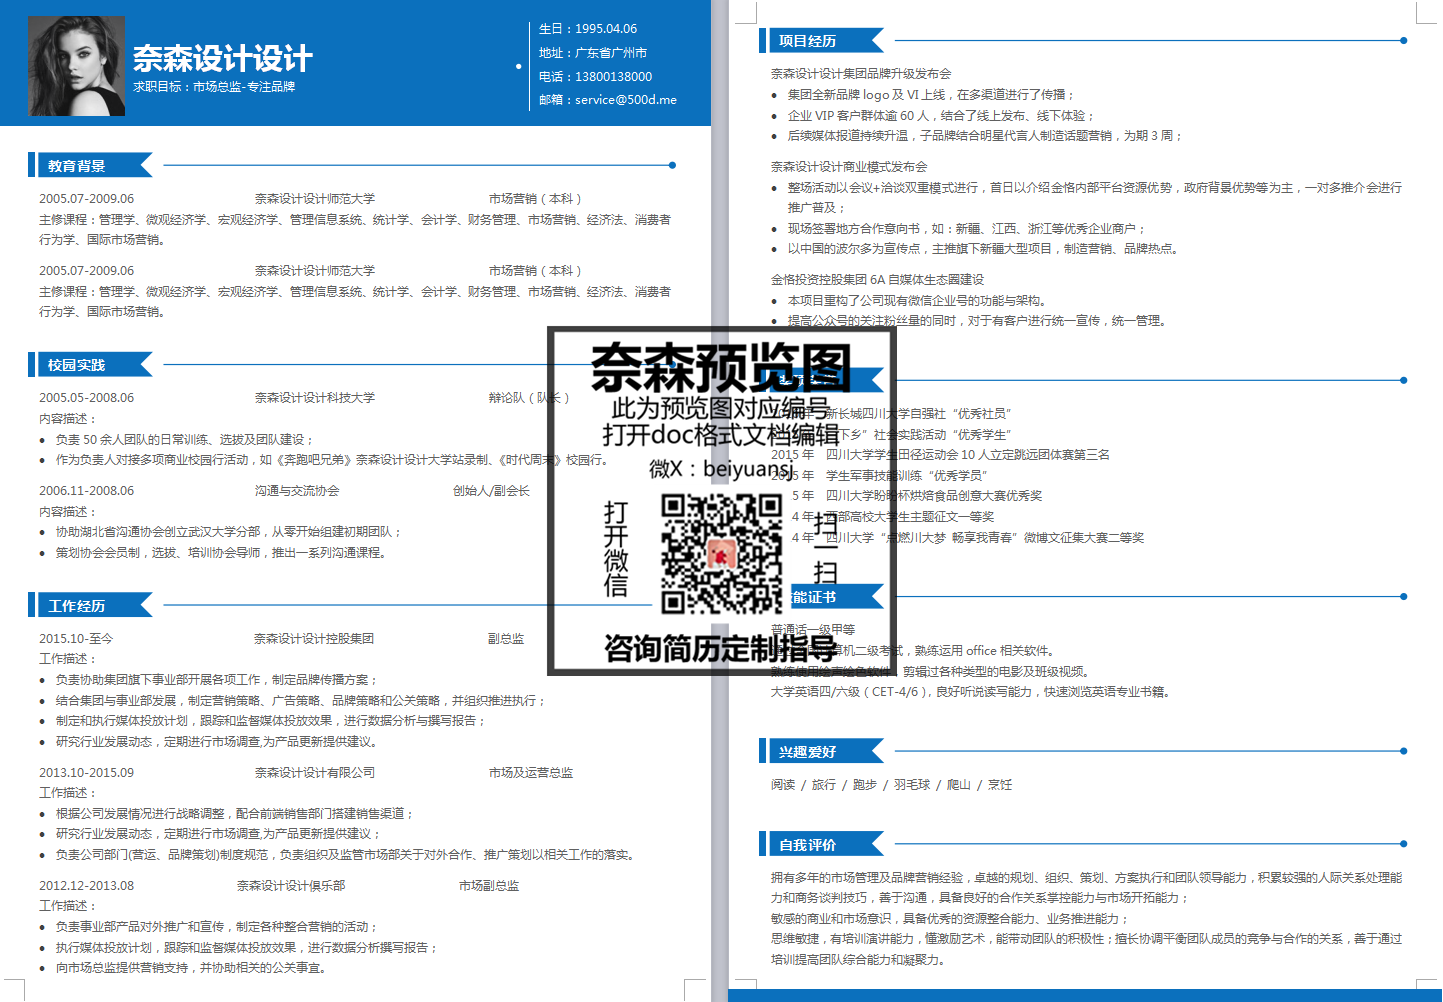 奈森设计设计
求职目标：市场总监-专注品牌
生日：1995.04.06
地址：广东省广州市
电话：13800138000
邮箱：service@500d.me
教育背景
2005.07-2009.06 奈森设计设计师范大学 市场营销（本科）
主修课程：管理学、微观经济学、宏观经济学、管理信息系统、统计学、会计学、财务管理、市场营销、经济法、消费者
行为学、国际市场营销。
2005.07-2009.06 奈森设计设计师范大学 市场营销（本科）
主修课程：管理学、微观经济学、宏观经济学、管理信息系统、统计学、会计学、财务管理、市场营销、经济法、消费者
行为学、国际市场营销。
校园实践
2005.05-2008.06 奈森设计设计科技大学 辩论队（队长）
内容描述：
● 负责 50 余人团队的日常训练、选拔及团队建设；
● 作为负责人对接多项商业校园行活动，如《奔跑吧兄弟》奈森设计设计大学站录制、《时代周末》校园行。
2006.11-2008.06 沟通与交流协会 创始人/副会长
内容描述：
● 协助湖北省沟通协会创立武汉大学分部，从零开始组建初期团队；
● 策划协会会员制，选拔、培训协会导师，推出一系列沟通课程。
工作经历
2015.10-至今 奈森设计设计控股集团 副总监
工作描述：
● 负责协助集团旗下事业部开展各项工作，制定品牌传播方案；
● 结合集团与事业部发展，制定营销策略、广告策略、品牌策略和公关策略，并组织推进执行；
● 制定和执行媒体投放计划，跟踪和监督媒体投放效果，进行数据分析与撰写报告；
● 研究行业发展动态，定期进行市场调查,为产品更新提供建议。
2013.10-2015.09 奈森设计设计有限公司 市场及运营总监
工作描述：
● 根据公司发展情况进行战略调整，配合前端销售部门搭建销售渠道；
● 研究行业发展动态，定期进行市场调查,为产品更新提供建议；
● 负责公司部门(营运、品牌策划)制度规范，负责组织及监管市场部关于对外合作、推广策划以相关工作的落实。
2012.12-2013.08 奈森设计设计俱乐部 市场副总监
工作描述：
● 负责事业部产品对外推广和宣传，制定各种整合营销的活动；
● 执行媒体投放计划，跟踪和监督媒体投放效果，进行数据分析撰写报告；
● 向市场总监提供营销支持，并协助相关的公关事宜。
项目经历
奈森设计设计集团品牌升级发布会
● 集团全新品牌 logo 及 VI 上线，在多渠道进行了传播；
● 企业 VIP 客户群体逾 60 人，结合了线上发布、线下体验；
● 后续媒体报道持续升温，子品牌结合明星代言人制造话题营销，为期 3 周；
奈森设计设计商业模式发布会
● 整场活动以会议+洽谈双重模式进行，首日以介绍金恪内部平台资源优势，政府背景优势等为主，一对多推介会进行
推广普及；
● 现场签署地方合作意向书，如：新疆、江西、浙江等优秀企业商户；
● 以中国的波尔多为宣传点，主推旗下新疆大型项目，制造营销、品牌热点。
金恪投资控股集团 6A 自媒体生态圈建设
● 本项目重构了公司现有微信企业号的功能与架构。
● 提高公众号的关注粉丝量的同时，对于有客户进行统一宣传，统一管理。
年 新长城四川大学自强社“优秀社员”
下乡”社会实践活动“优秀学生”
2015 年 四川大学学生田径运动会 10 人立定跳远团体赛第三名
2015 年 学生军事技能训练“优秀学员”
5 年 四川大学盼盼杯烘焙食品创意大赛优秀奖
4 年 西部高校大学生主题征文一等奖
4 年 四川大学“点燃川大梦 畅享我青春”微博文征集大赛二等奖
能证书
普通话一级甲等
算机二级考试，熟练运用 office 相关软件。
熟练使用绘声绘色软件，剪辑过各种类型的电影及班级视频。
大学英语四/六级（CET-4/6），良好听说读写能力，快速浏览英语专业书籍。
兴趣爱好
阅读 / 旅行 / 跑步 / 羽毛球 / 爬山 / 烹饪
自我评价
拥有多年的市场管理及品牌营销经验，卓越的规划、组织、策划、方案执行和团队领导能力，积累较强的人际关系处理能
力和商务谈判技巧，善于沟通，具备良好的合作关系掌控能力与市场开拓能力；
敏感的商业和市场意识，具备优秀的资源整合能力、业务推进能力；
思维敏捷，有培训演讲能力，懂激励艺术，能带动团队的积极性；擅长协调平衡团队成员的竞争与合作的关系，善于通过
培训提高团队综合能力和凝聚力。
奈森预览图
此为预览图对应编号
打开doc格式文档编辑
微X：beiyuansj
打开微信
扫一扫
咨询简历定制指导